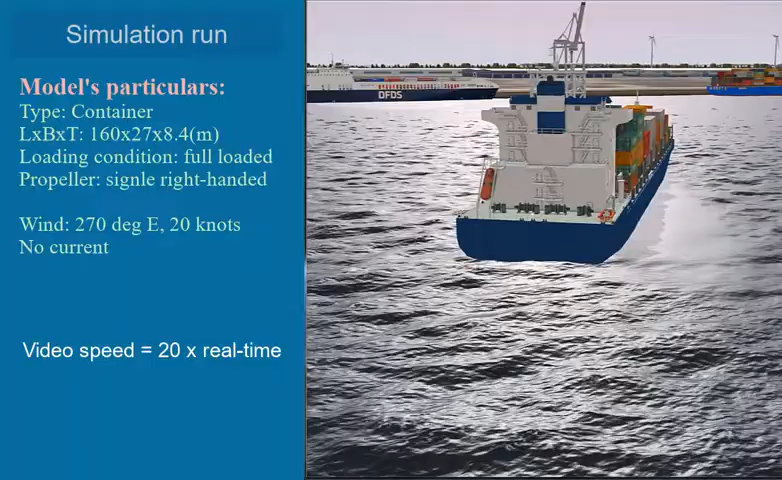 Simulation run
Model's particulars:
Type: Container
LxBxT: 160x27x8.4(m)
Loading condition: full loaded
Propeller: signle right-handed
Wind: 270 deg E, 20 knots
No current
Video speed = 20 x real-time
DFDS